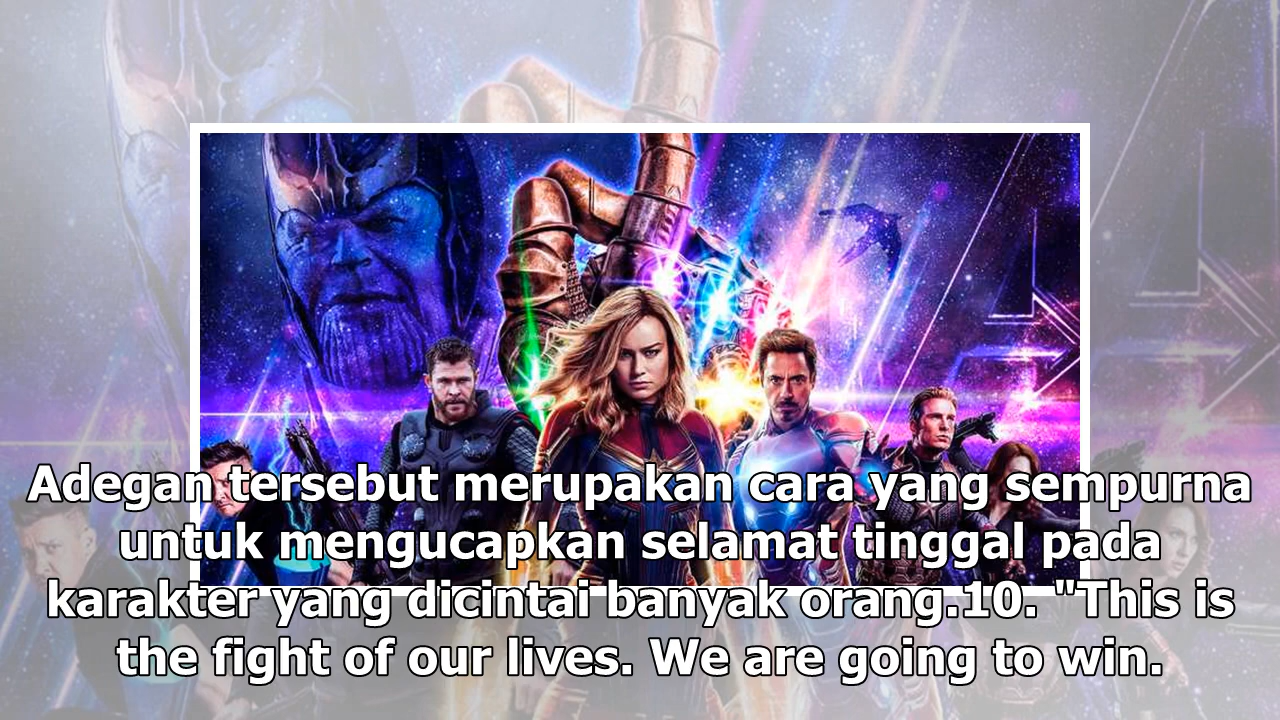 Adegan tersebut merupakan cara yang sempurna
untuk mengucapkan selamat tinggal pada
karakter yang dicintai banyak orang.10. "This is
the fight of our lives. We are going to win.